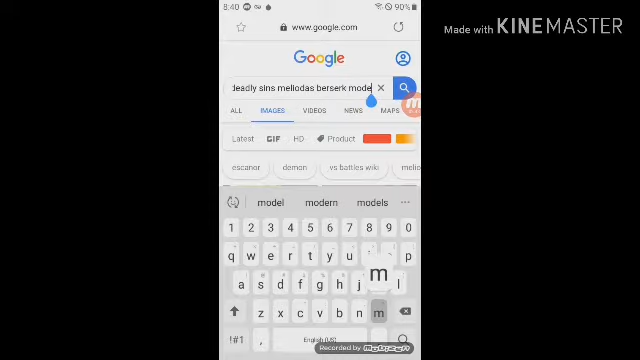 8:40
90%
Made with KINEMASTER
www.google.com
Google
deadly sins meliodas berserk mode
ALL IMAGES VIDEOS NEWS MAPS
Latest GIF HD Product
escanor demon vs battles wiki melio
model modern models
1 2 3 4 5 6 7 8 9 0
q w e r t y u p
a s d f g h j l
m
z x c v b n m
!#1 , English (US)
Recorded by